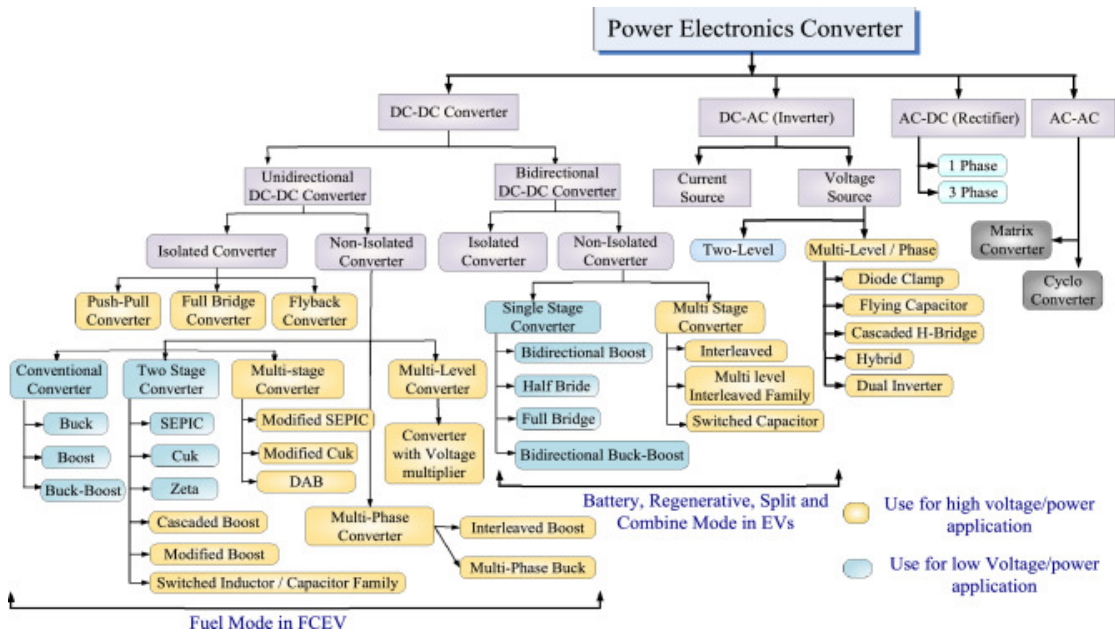 Power Electronics Converter
DC-DC Converter
DC-AC (Inverter)
AC-DC (Rectifier)
AC-AC
Unidirectional
DC-DC Converter
Bidirectional
DC-DC Converter
Current
Source
Voltage
Source
1 Phase
3 Phase
Isolated Converter
Non-Isolated
Converter
Isolated
Converter
Non-Isolated
Converter
Two-Level
Multi-Level / Phase
Matrix
Converter
Cyclo
Converter
Push-Pull
Converter
Full Bridge
Converter
Flyback
Converter
Single Stage
Converter
Multi Stage
Converter
Diode Clamp
Flying Capacitor
Cascaded H-Bridge
Hybrid
Dual Inverter
Bidirectional Boost
Half Bride
Full Bridge
Bidirectional Buck-Boost
Interleaved
Multi level
Interleaved Family
Switched Capacitor
Conventional
Converter
Two Stage
Converter
Multi-stage
Converter
Multi-Level
Converter
Buck
Boost
Buck-Boost
SEPIC
Cuk
Zeta
Cascaded Boost
Modified Boost
Switched Inductor / Capacitor Family
Modified SEPIC
Modified Cuk
DAB
Converter
with Voltage
multiplier
Multi-Phase
Converter
Interleaved Boost
Multi-Phase Buck
Battery, Regenerative, Split and
Combine Mode in EVs
Use for high voltage/power
application
Use for low Voltage/power
application
Fuel Mode in FCEV